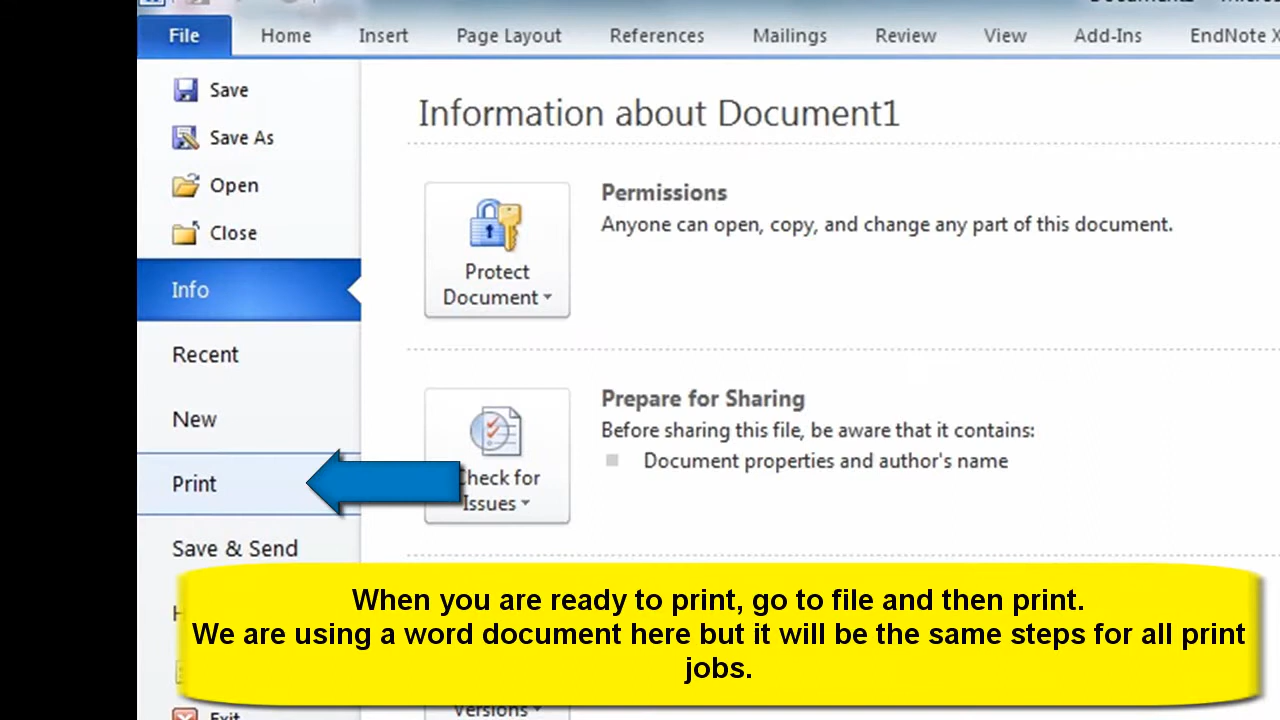 File Home Insert Page Layout References Mailings Review View Add-Ins EndNote X
Save
Save As
Open
Close
Info
Recent
New
Print
Save & Send
Exit
Information about Document1
Protect
Document
Permissions
Anyone can open, copy, and change any part of this document.
Check for
Issues
Prepare for Sharing
Before sharing this file, be aware that it contains:
Document properties and author's name
Versions
When you are ready to print, go to file and then print.
We are using a word document here but it will be the same steps for all print
jobs.